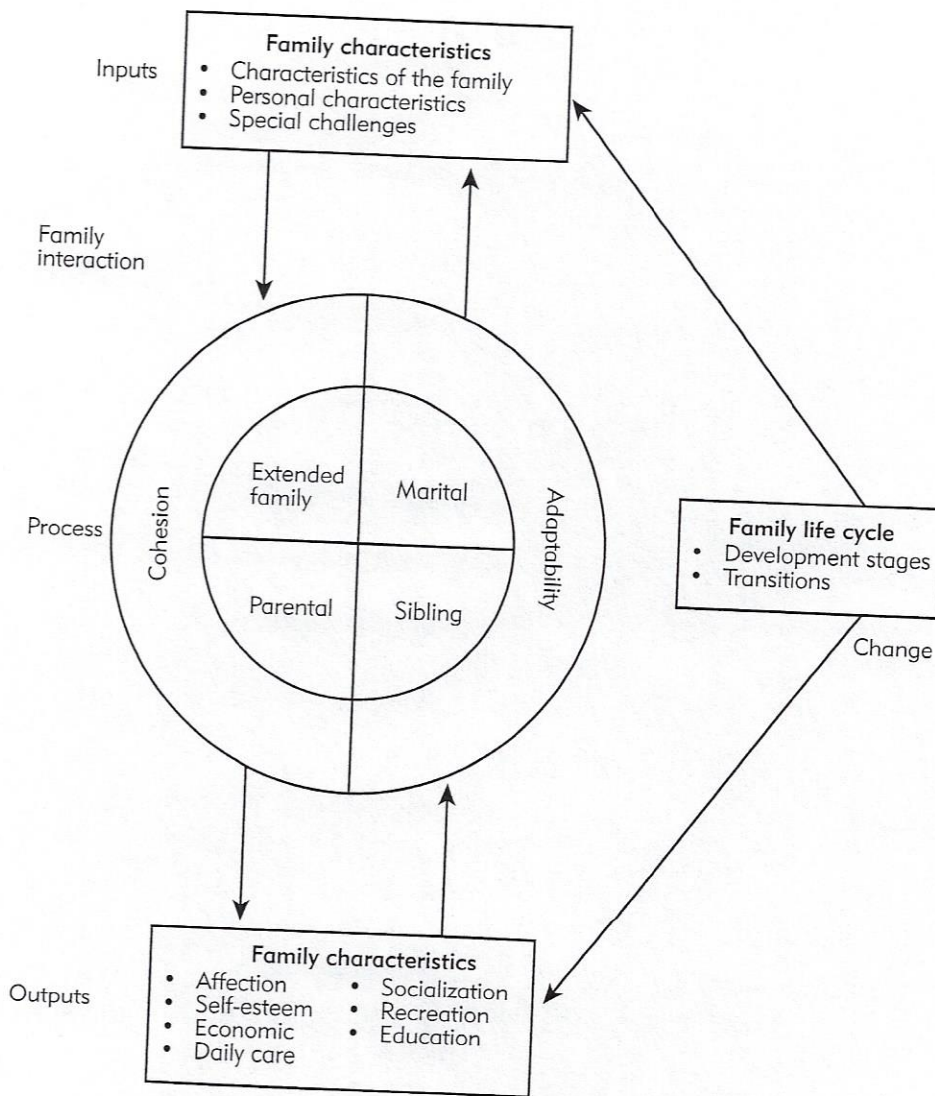 Family characteristics
Inputs
• Characteristics of the family
• Personal characteristics
• Special challenges
Family
interaction
Extended
family
Marital
Cohesion
Adaptability
Process
Parental
Sibling
Family life cycle
• Development stages
• Transitions
Change
Family characteristics
Outputs
• Affection
• Self-esteem
• Economic
• Daily care
• Socialization
• Recreation
• Education